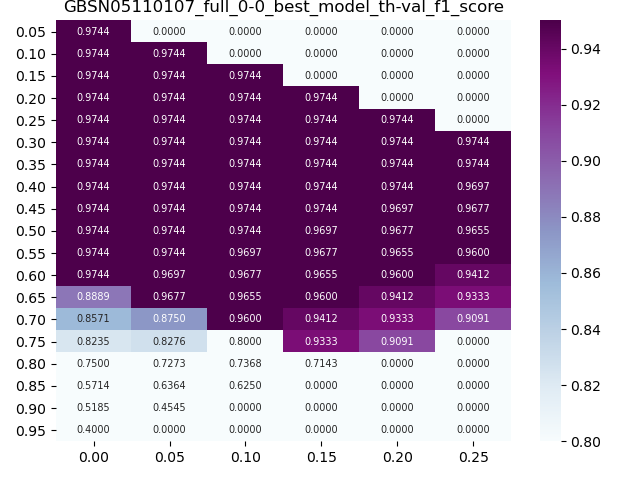 GBSN05110107_full_0-0_best_model_th-val_f1_score
0.05 0.9744 0.0000 0.0000 0.0000 0.0000 0.0000
0.10 0.9744 0.9744 0.0000 0.0000 0.0000 0.0000
0.15 0.9744 0.9744 0.9744 0.0000 0.0000 0.0000
0.20 0.9744 0.9744 0.9744 0.9744 0.0000 0.0000
0.25 0.9744 0.9744 0.9744 0.9744 0.9744 0.0000
0.30 0.9744 0.9744 0.9744 0.9744 0.9744 0.9744
0.35 0.9744 0.9744 0.9744 0.9744 0.9744 0.9744
0.40 0.9744 0.9744 0.9744 0.9744 0.9744 0.9697
0.45 0.9744 0.9744 0.9744 0.9744 0.9697 0.9677
0.50 0.9744 0.9744 0.9744 0.9697 0.9677 0.9655
0.55 0.9744 0.9744 0.9697 0.9677 0.9655 0.9600
0.60 0.9744 0.9697 0.9677 0.9655 0.9600 0.9412
0.65 0.8889 0.9677 0.9655 0.9600 0.9412 0.9333
0.70 0.8571 0.8750 0.9600 0.9412 0.9333 0.9091
0.75 0.8235 0.8276 0.8000 0.9333 0.9091 0.0000
0.80 0.7500 0.7273 0.7368 0.7143 0.0000 0.0000
0.85 0.5714 0.6364 0.6250 0.0000 0.0000 0.0000
0.90 0.5185 0.4545 0.0000 0.0000 0.0000 0.0000
0.95 0.4000 0.0000 0.0000 0.0000 0.0000 0.0000
0.00 0.05 0.10 0.15 0.20 0.25
0.94
0.92
0.90
0.88
0.86
0.84
0.82
0.80